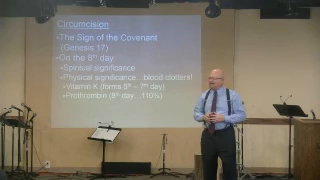 Circumcision
-The Sign of the Covenant
(Genesis 17)
-On the 8th day
-Spiritual significance
-Physical significance…blood clotters!
-Vitamin K (forms 5th – 7th day)
-Prothrombin (8th day…110%)